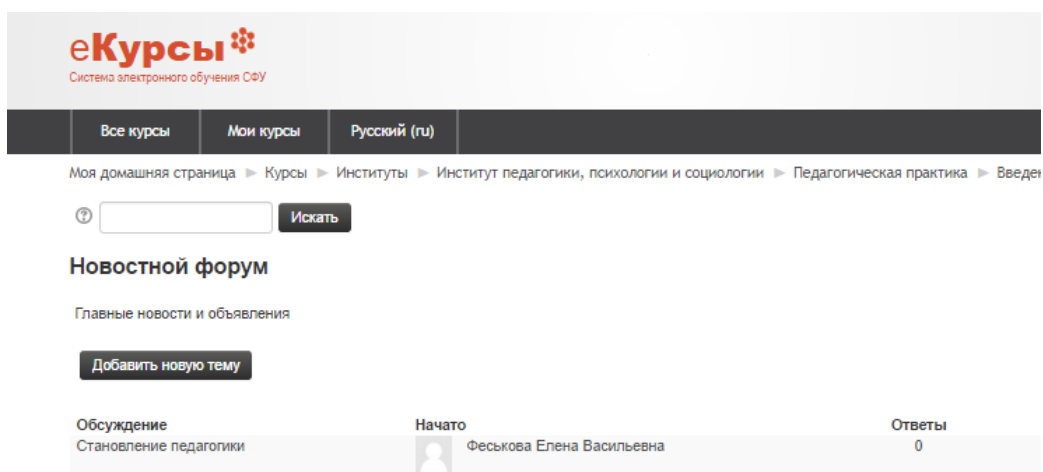 еКурсы
Система электронного обучения СФУ
Все курсы Мои курсы Русский (ru)
Моя домашняя страница ► Курсы ► Институты ► Институт педагогики, психологии и социологии ► Педагогическая практика ► Введен
Искать
Новостной форум
Главные новости и объявления
Добавить новую тему
Обсуждение Начато Ответы
Становление педагогики Феськова Елена Васильевна 0